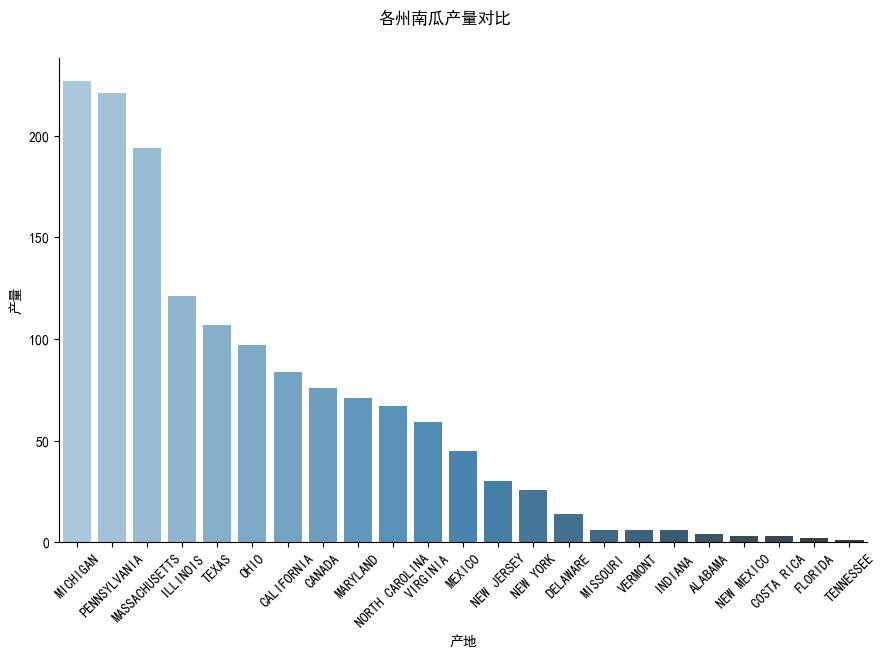 各州南瓜产量对比
产量
200
150
100
50
0
MICHIGAN
PENNSYLVANIA
MASSACHUSETTS
ILLINOIS
TEXAS
OHIO
CALIFORNIA
CANADA
MARYLAND
NORTH CAROLINA
VIRGINIA
MEXICO
NEW JERSEY
NEW YORK
DELAWARE
MISSOURI
VERMONT
INDIANA
ALABAMA
NEW MEXICO
COSTA RICA
FLORIDA
TENNESSEE
产地